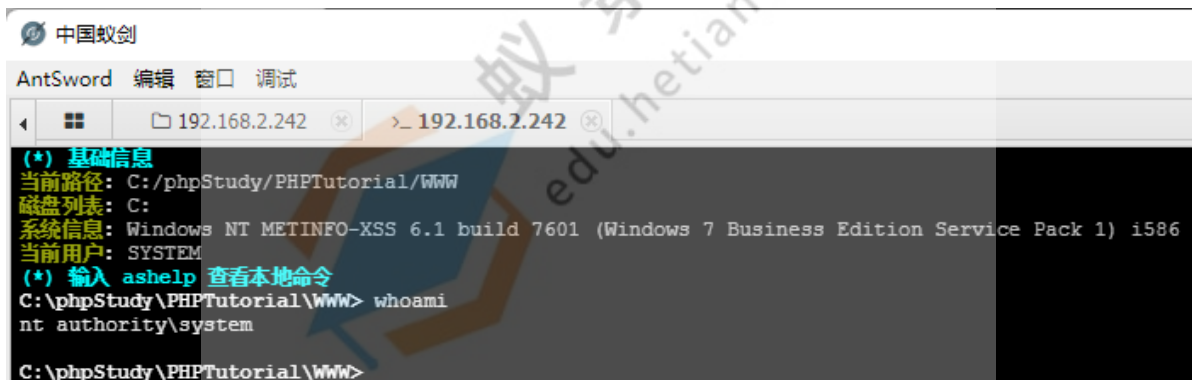 中国蚁剑
AntSword 编辑 窗口 调试
192.168.2.242 >_ 192.168.2.242
(*) 基础信息
当前路径: C:/phpStudy/PHPTutorial/WWW
磁盘列表: C:
系统信息: Windows NT METINFO-XSS 6.1 build 7601 (Windows 7 Business Edition Service Pack 1) i586
当前用户: SYSTEM
(*) 输入 ashelp 查看本地命令
C:\phpStudy\PHPTutorial\WWW> whoami
nt authority\system
C:\phpStudy\PHPTutorial\WWW>
蚁
edu.hetian